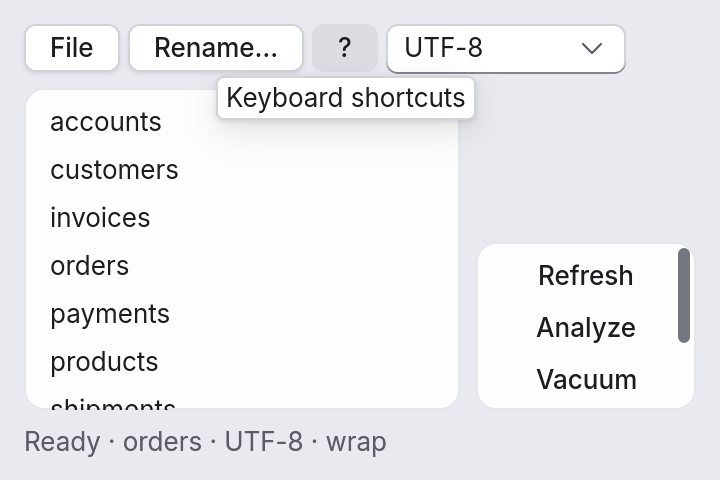 File
Rename...
?
UTF-8
Keyboard shortcuts
accounts
customers
invoices
orders
payments
products
shipments
Refresh
Analyze
Vacuum
Ready · orders · UTF-8 · wrap